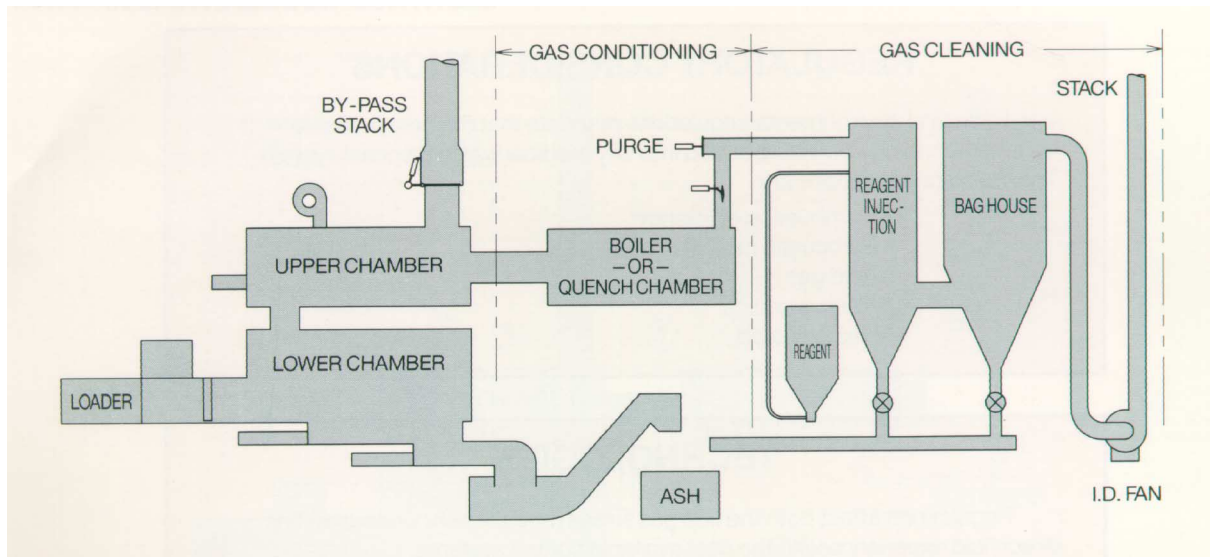 GAS CONDITIONING
GAS CLEANING
BY-PASS
STACK
STACK
PURGE
REAGENT
INJEC-
TION
BAG HOUSE
UPPER CHAMBER
BOILER
—OR—
QUENCH CHAMBER
LOWER CHAMBER
REAGENT
LOADER
ASH
I.D. FAN